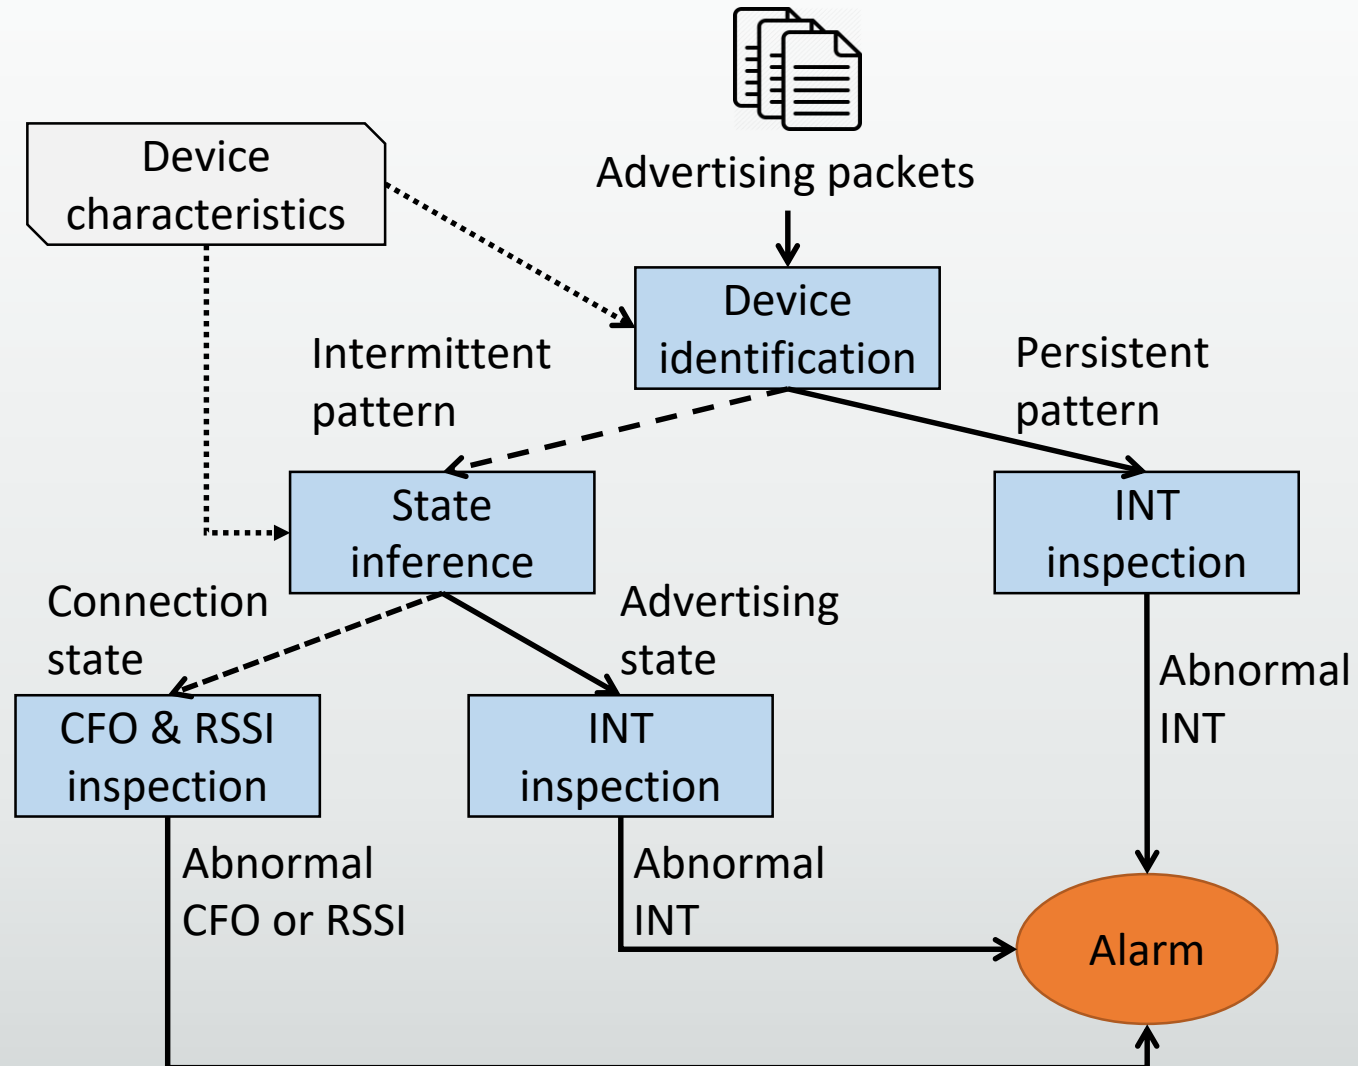 Advertising packets
Device
characteristics
Device
identification
Intermittent
pattern
Persistent
pattern
State
inference
INT
inspection
Connection
state
Advertising
state
CFO & RSSI
inspection
INT
inspection
Abnormal
INT
Abnormal
CFO or RSSI
Abnormal
INT
Alarm